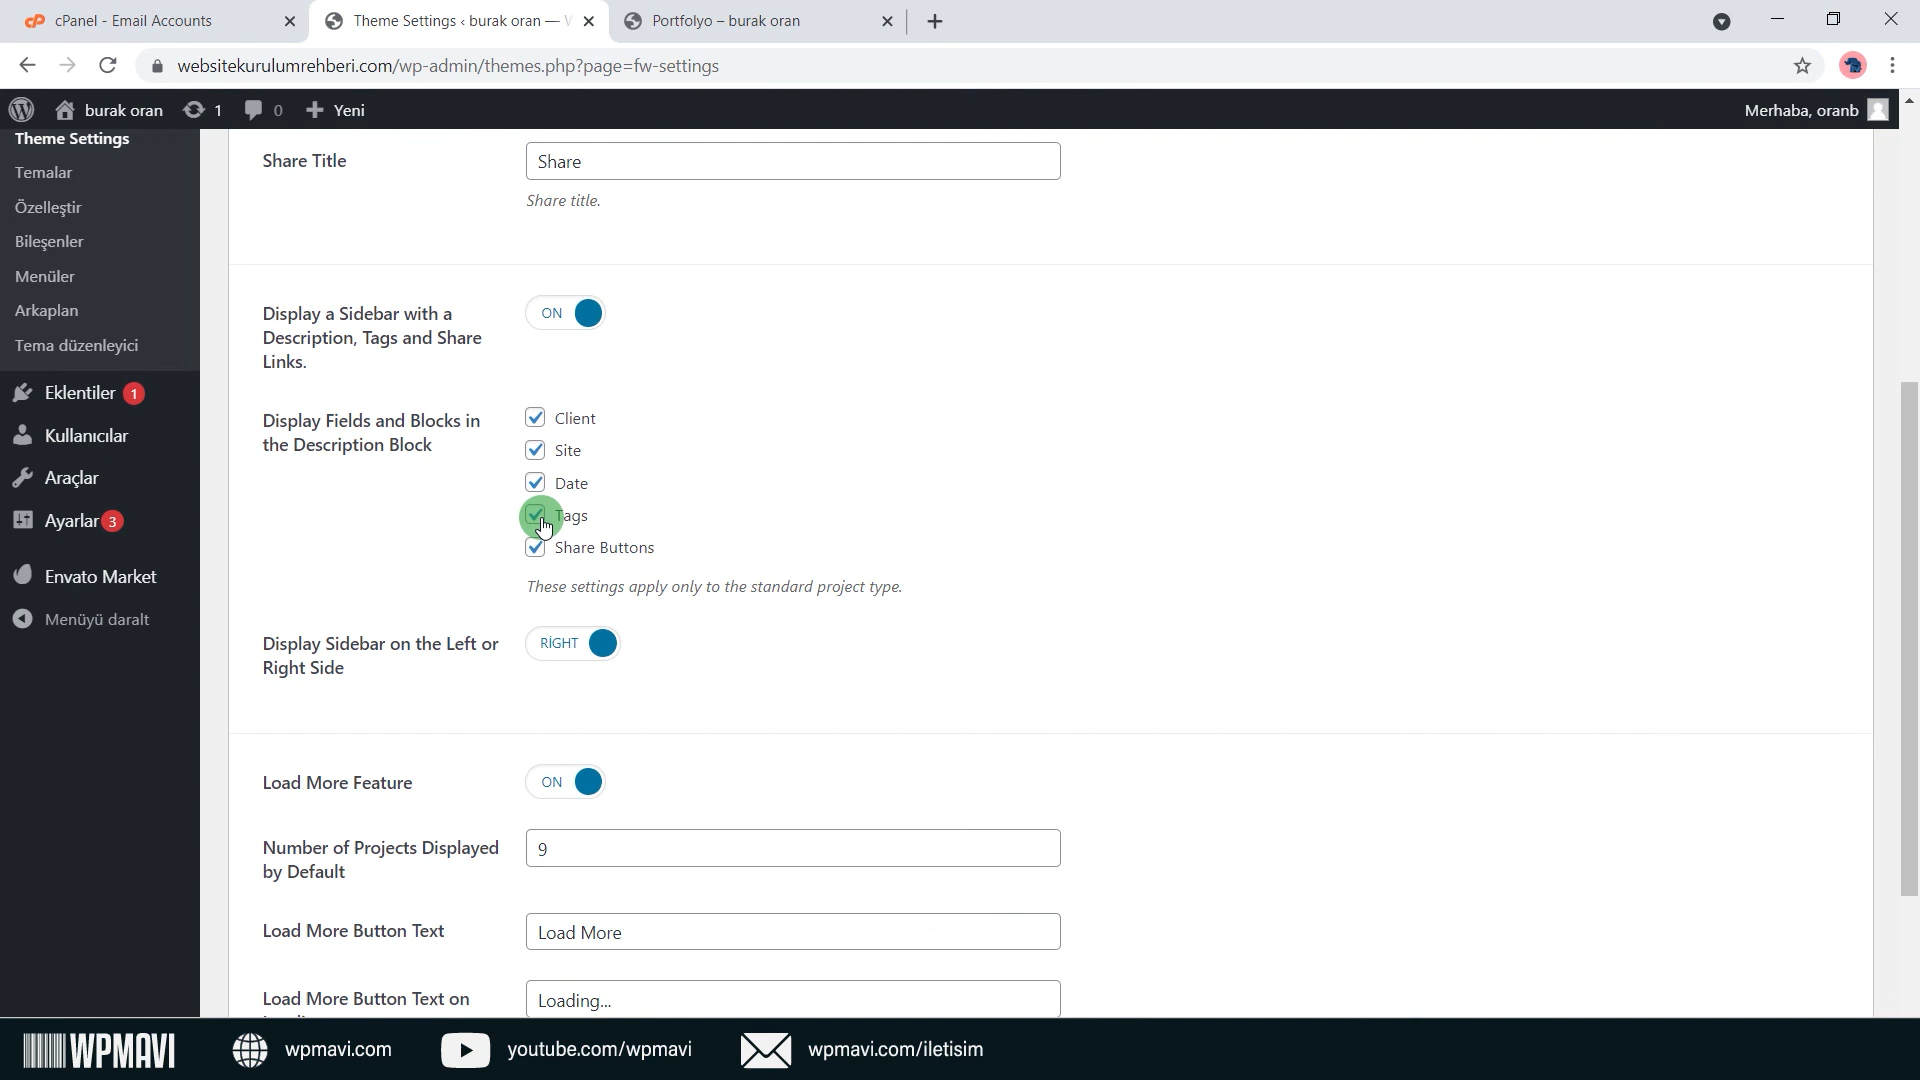 cPanel - Email Accounts
Theme Settings ‹ burak oran —
Portfolyo – burak oran
websitekurulumrehberi.com/wp-admin/themes.php?page=fw-settings
burak oran
1
0
Yeni
Merhaba, oranb
Theme Settings
Temalar
Özelleştir
Bileşenler
Menüler
Arkaplan
Tema düzenleyici
Eklentiler 1
Kullanıcılar
Araçlar
Ayarlar 3
Envato Market
Menüyü daralt
Share Title
Share
Share title.
Display a Sidebar with a
Description, Tags and Share
Links.
ON
Display Fields and Blocks in
the Description Block
Client
Site
Date
Tags
Share Buttons
These settings apply only to the standard project type.
Display Sidebar on the Left or
Right Side
RİGHT
Load More Feature
ON
Number of Projects Displayed
by Default
9
Load More Button Text
Load More
Load More Button Text on
Loading...
WPMAVI
wpmavi.com
youtube.com/wpmavi
wpmavi.com/iletisim